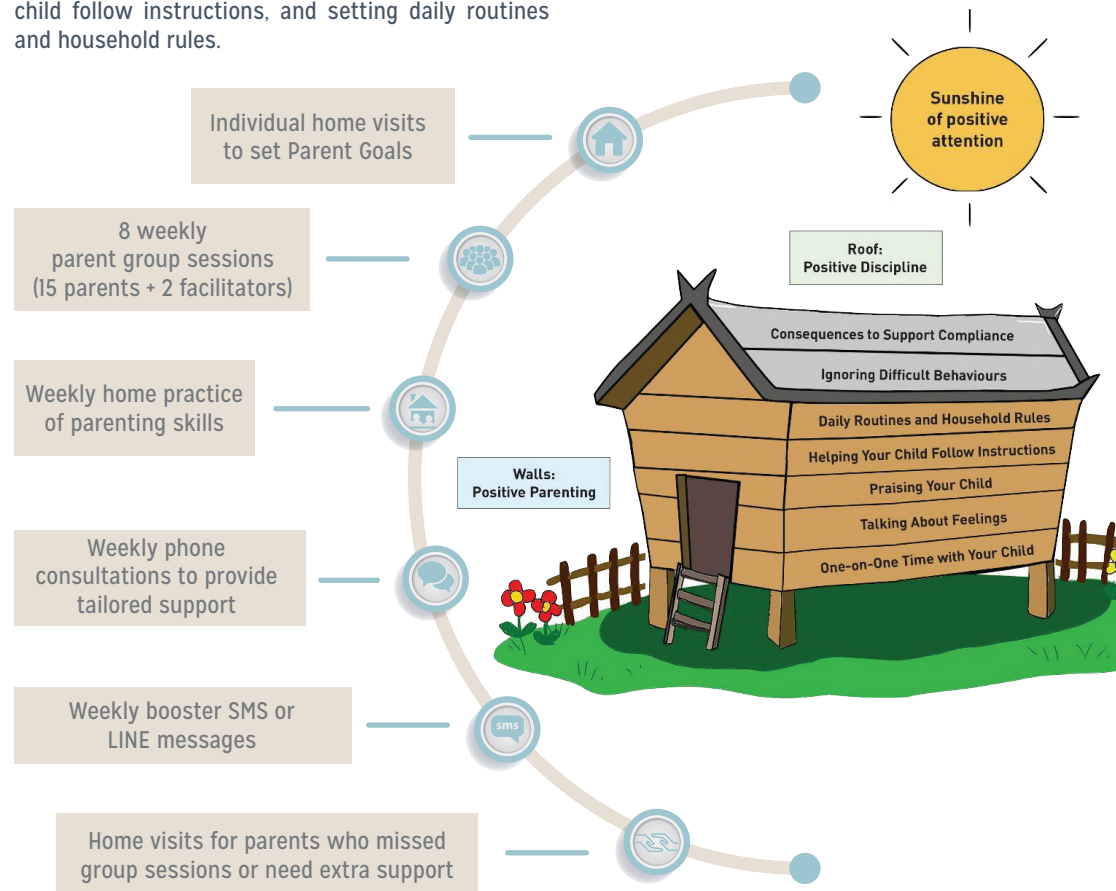 child follow instructions, and setting daily routines
and household rules.
Individual home visits
to set Parent Goals
8 weekly
parent group sessions
(15 parents + 2 facilitators)
Weekly home practice
of parenting skills
Weekly phone
consultations to provide
tailored support
sms
Weekly booster SMS or
LINE messages
Home visits for parents who missed
group sessions or need extra support
Sunshine
of positive
attention
Roof:
Positive Discipline
Consequences to Support Compliance
Ignoring Difficult Behaviours
Walls:
Positive Parenting
Daily Routines and Household Rules
Helping Your Child Follow Instructions
Praising Your Child
Talking About Feelings
One-on-One Time with Your Child